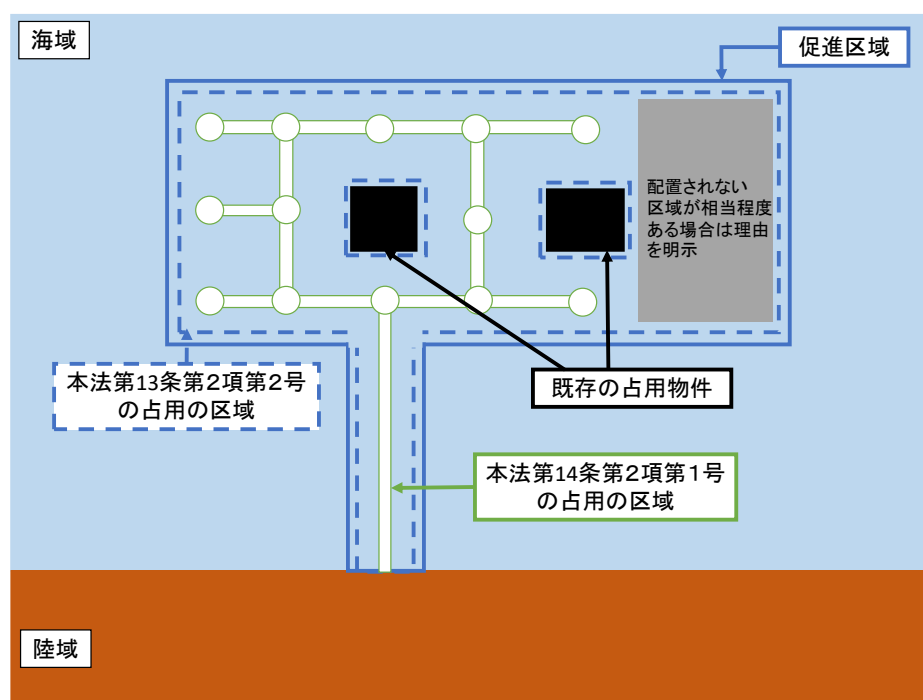 海域
促進区域
配置されない
区域が相当程度
ある場合は理由
を明示
本法第13条第２項第２号
の占用の区域
既存の占用物件
本法第14条第２項第１号
の占用の区域
陸域